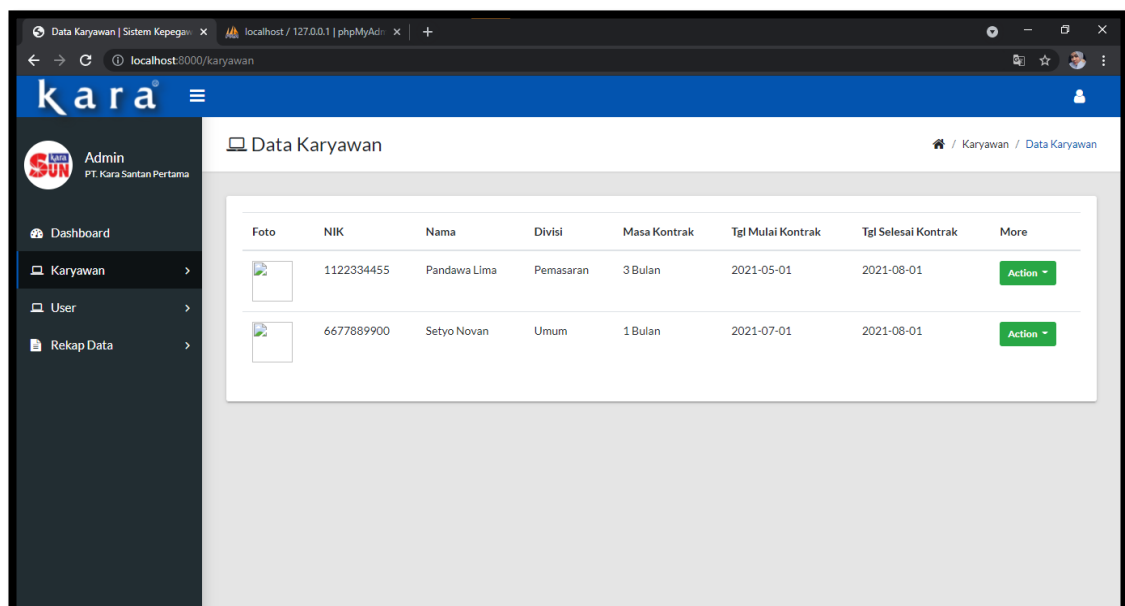 Data Karyawan | Sistem Kepegaw
localhost / 127.0.0.1 | phpMyAdm
localhost:8000/karyawan
kara®
Admin
PT. Kara Santan Pertama
kara
SUN
Data Karyawan
/ Karyawan / Data Karyawan
Dashboard
Karyawan
User
Rekap Data
Foto NIK Nama Divisi Masa Kontrak Tgl Mulai Kontrak Tgl Selesai Kontrak More
1122334455 Pandawa Lima Pemasaran 3 Bulan 2021-05-01 2021-08-01 Action
6677889900 Setyo Novan Umum 1 Bulan 2021-07-01 2021-08-01 Action